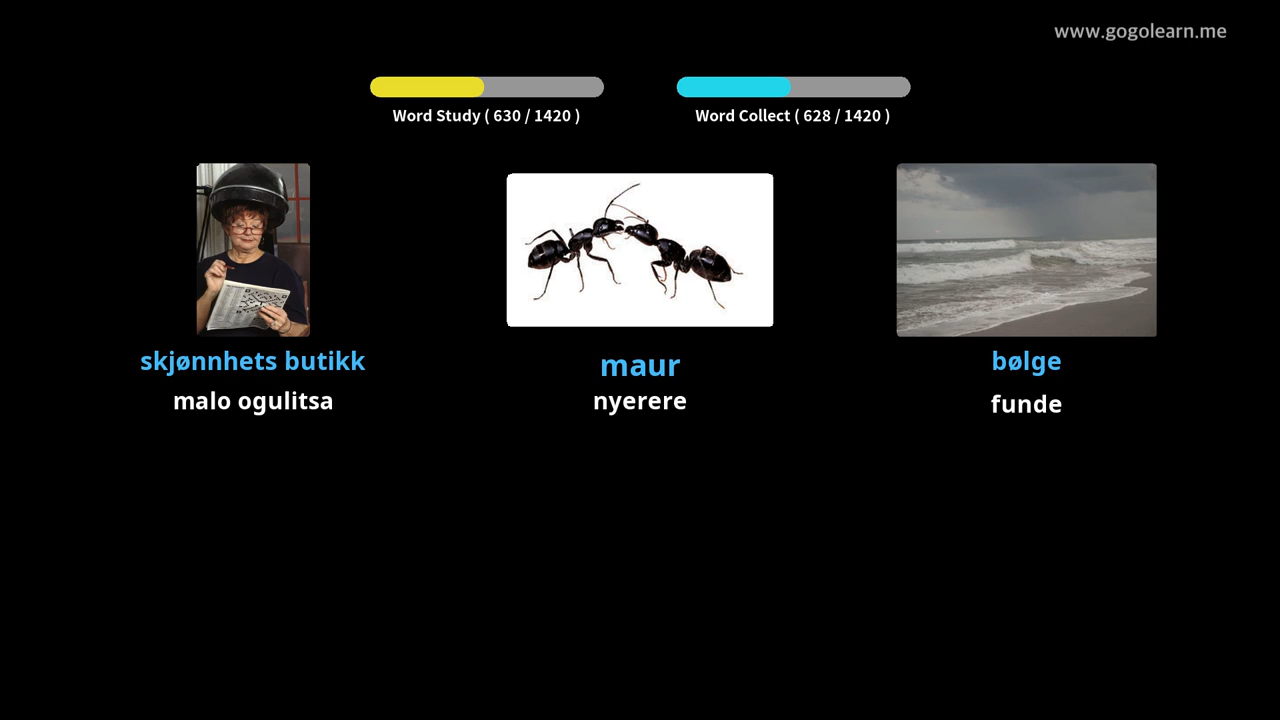 www.gogolearn.me
Word Study ( 630 / 1420 )
Word Collect ( 628 / 1420 )
skjønnhets butikk
malo ogulitsa
maur
nyerere
bølge
funde